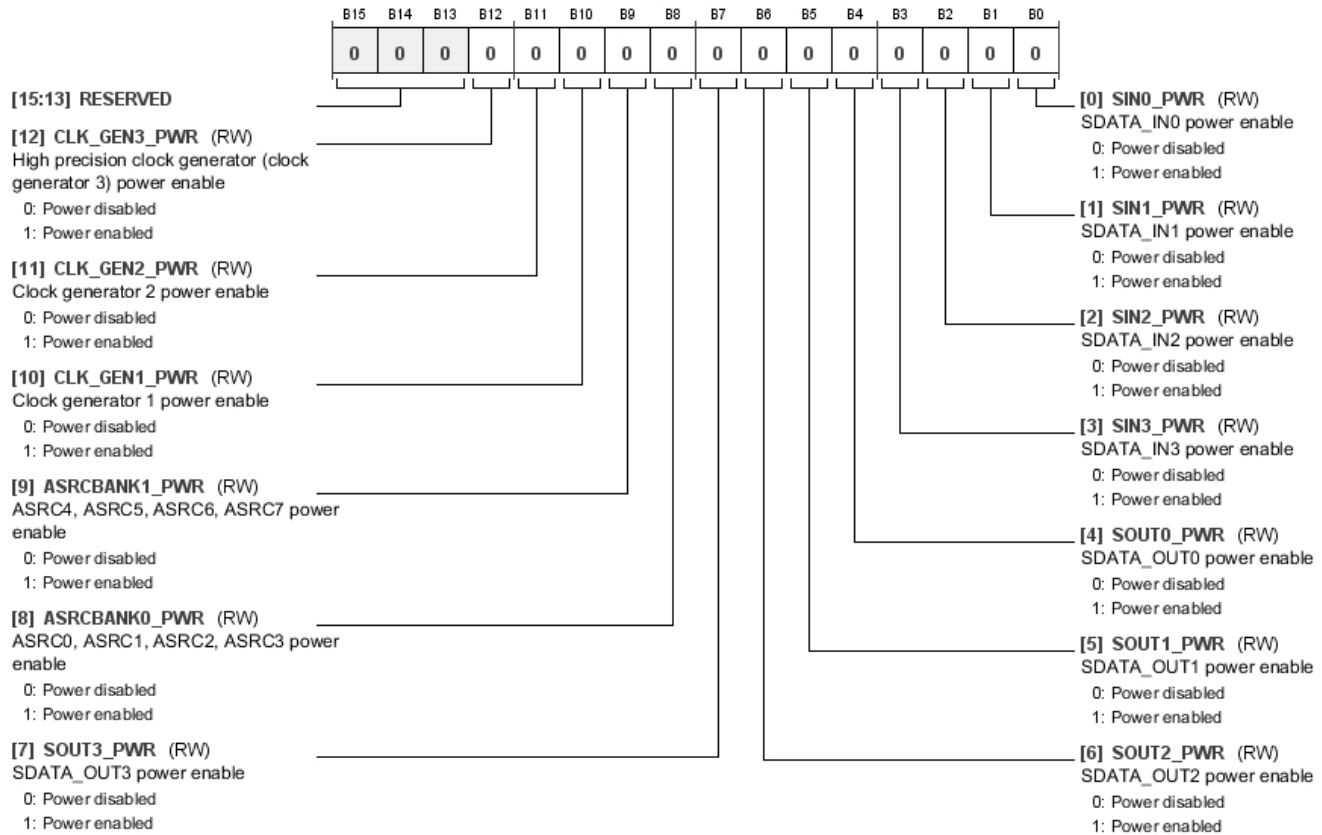 B15 B14 B13 B12 B11 B10 B9 B8 B7 B6 B5 B4 B3 B2 B1 B0
0 0 0 0 0 0 0 0 0 0 0 0 0 0 0 0
[15:13] RESERVED
[12] CLK_GEN3_PWR (RW)
High precision clock generator (clock
generator 3) power enable
0: Power disabled
1: Power enabled
[11] CLK_GEN2_PWR (RW)
Clock generator 2 power enable
0: Power disabled
1: Power enabled
[10] CLK_GEN1_PWR (RW)
Clock generator 1 power enable
0: Power disabled
1: Power enabled
[9] ASRCBANK1_PWR (RW)
ASRC4, ASRC5, ASRC6, ASRC7 power
enable
0: Power disabled
1: Power enabled
[8] ASRCBANK0_PWR (RW)
ASRC0, ASRC1, ASRC2, ASRC3 power
enable
0: Power disabled
1: Power enabled
[7] SOUT3_PWR (RW)
SDATA_OUT3 power enable
0: Power disabled
1: Power enabled
[0] SIN0_PWR (RW)
SDATA_IN0 power enable
0: Power disabled
1: Power enabled
[1] SIN1_PWR (RW)
SDATA_IN1 power enable
0: Power disabled
1: Power enabled
[2] SIN2_PWR (RW)
SDATA_IN2 power enable
0: Power disabled
1: Power enabled
[3] SIN3_PWR (RW)
SDATA_IN3 power enable
0: Power disabled
1: Power enabled
[4] SOUT0_PWR (RW)
SDATA_OUT0 power enable
0: Power disabled
1: Power enabled
[5] SOUT1_PWR (RW)
SDATA_OUT1 power enable
0: Power disabled
1: Power enabled
[6] SOUT2_PWR (RW)
SDATA_OUT2 power enable
0: Power disabled
1: Power enabled